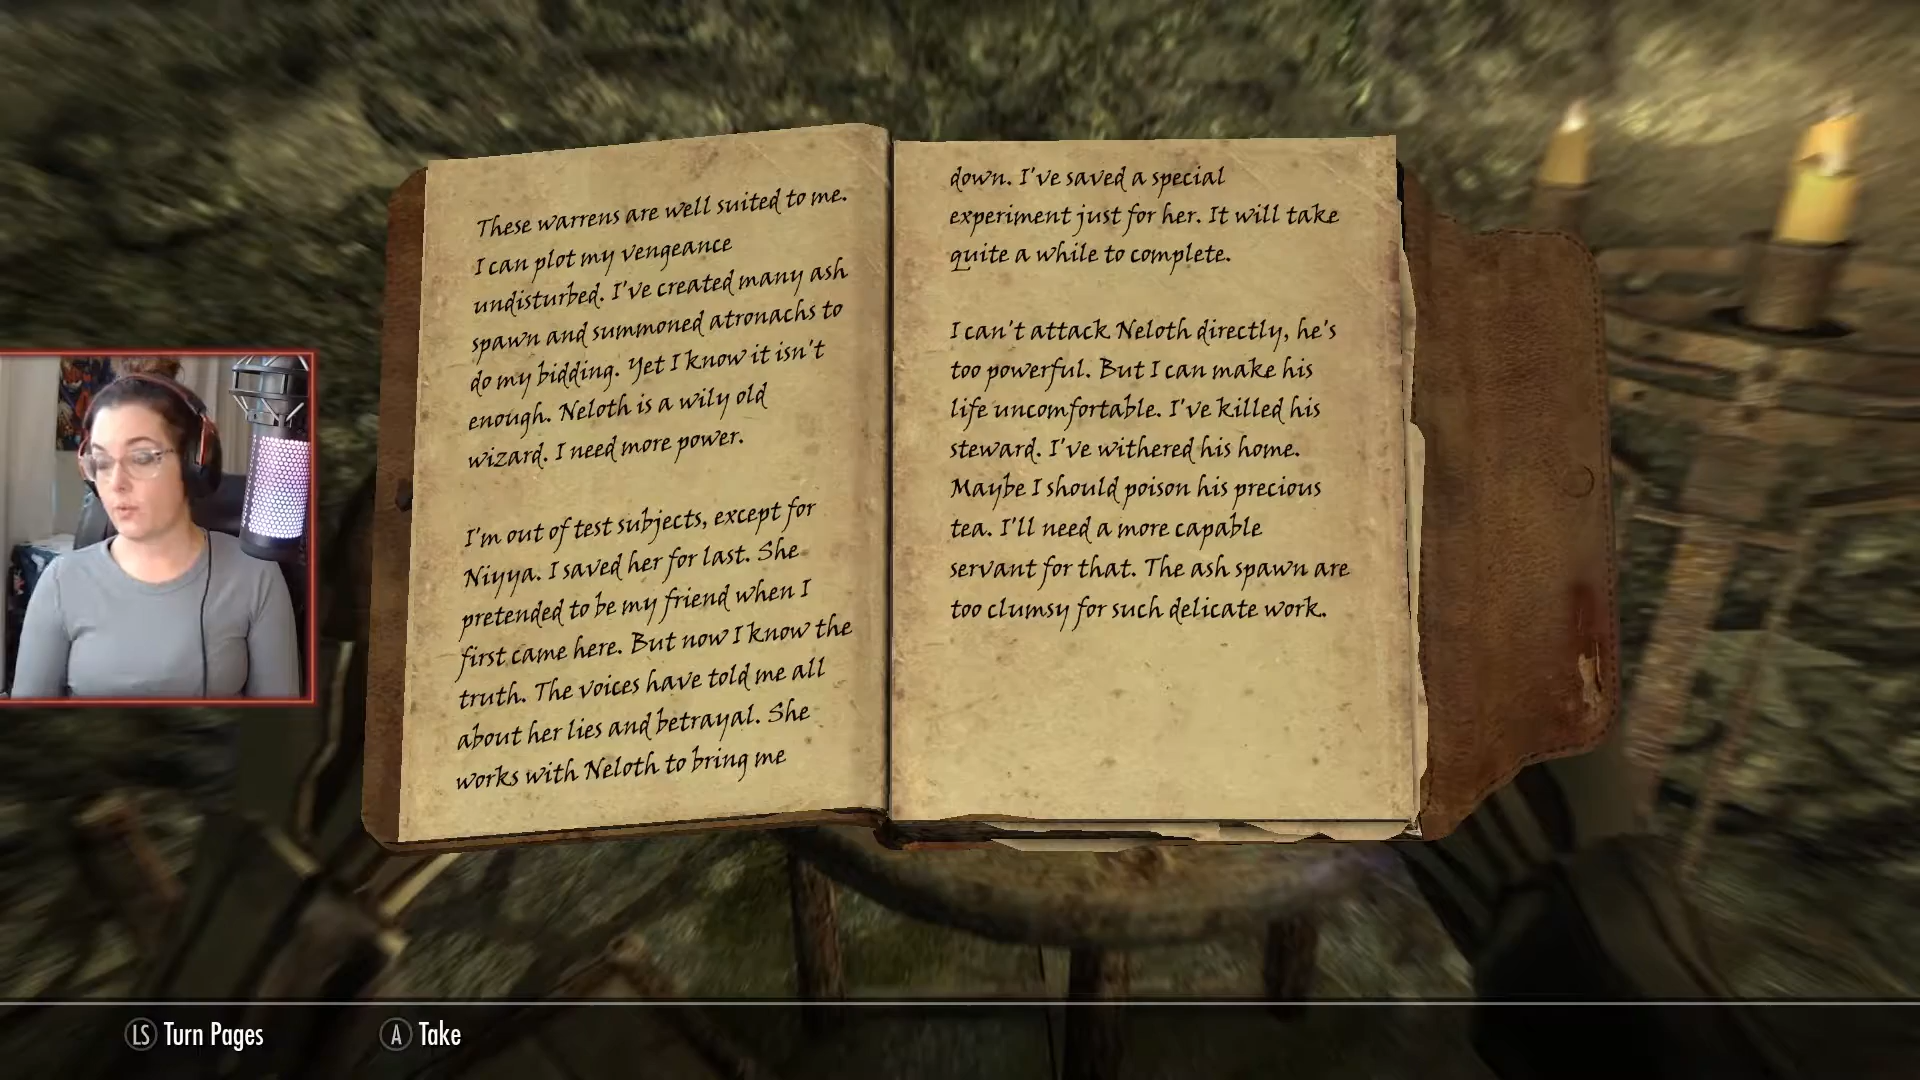 These warrens are well suited to me.
I can plot my vengeance
undisturbed. I've created many ash
spawn and summoned atronachs to
do my bidding. Yet I know it isn't
enough. Neloth is a wily old
wizard. I need more power.
I'm out of test subjects, except for
Niyya. I saved her for last. She
pretended to be my friend when I
first came here. But now I know the
truth. The voices have told me all
about her lies and betrayal. She
works with Neloth to bring me
down. I've saved a special
experiment just for her. It will take
quite a while to complete.
I can't attack Neloth directly, he's
too powerful. But I can make his
life uncomfortable. I've killed his
steward. I've withered his home.
Maybe I should poison his precious
tea. I'll need a more capable
servant for that. The ash spawn are
too clumsy for such delicate work.
LS Turn Pages
A Take